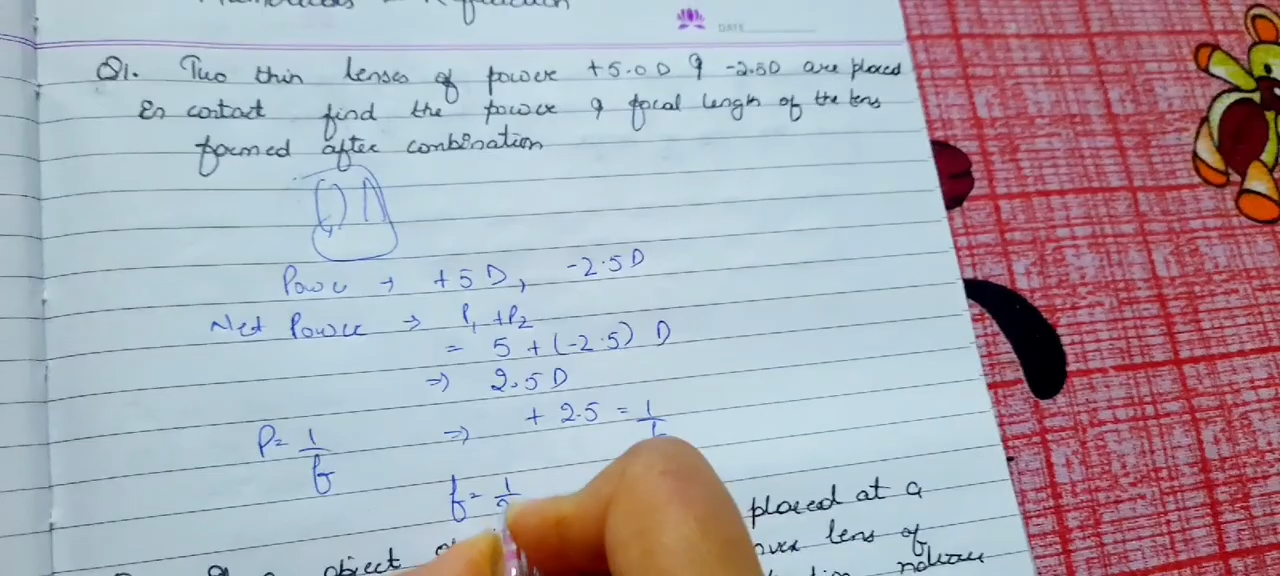 DATE
Q1. Two thin lenses of power +5.0 D & -2.5D are placed
in contact find the power & focal length of the lens
formed after combination
Power → +5 D, -2.5 D
Net Power → P1 + P2
= 5 + (-2.5) D
⇒ 2.5 D
P = 1/f ⇒ + 2.5 = 1/f
f = 1/
placed at a
object lens of